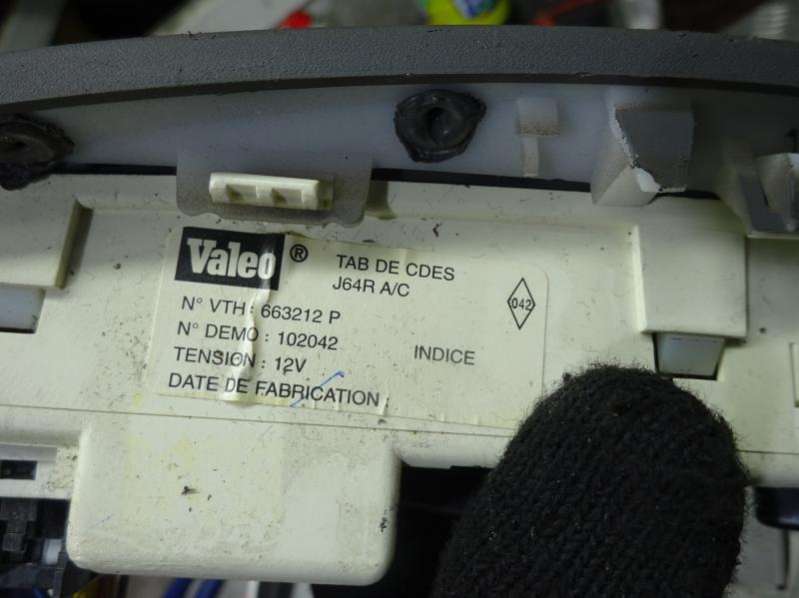 Valeo ®
TAB DE CDES
J64R A/C
042
N° VTH : 663212 P
N° DEMO : 102042
TENSION : 12V
INDICE
DATE DE FABRICATION :